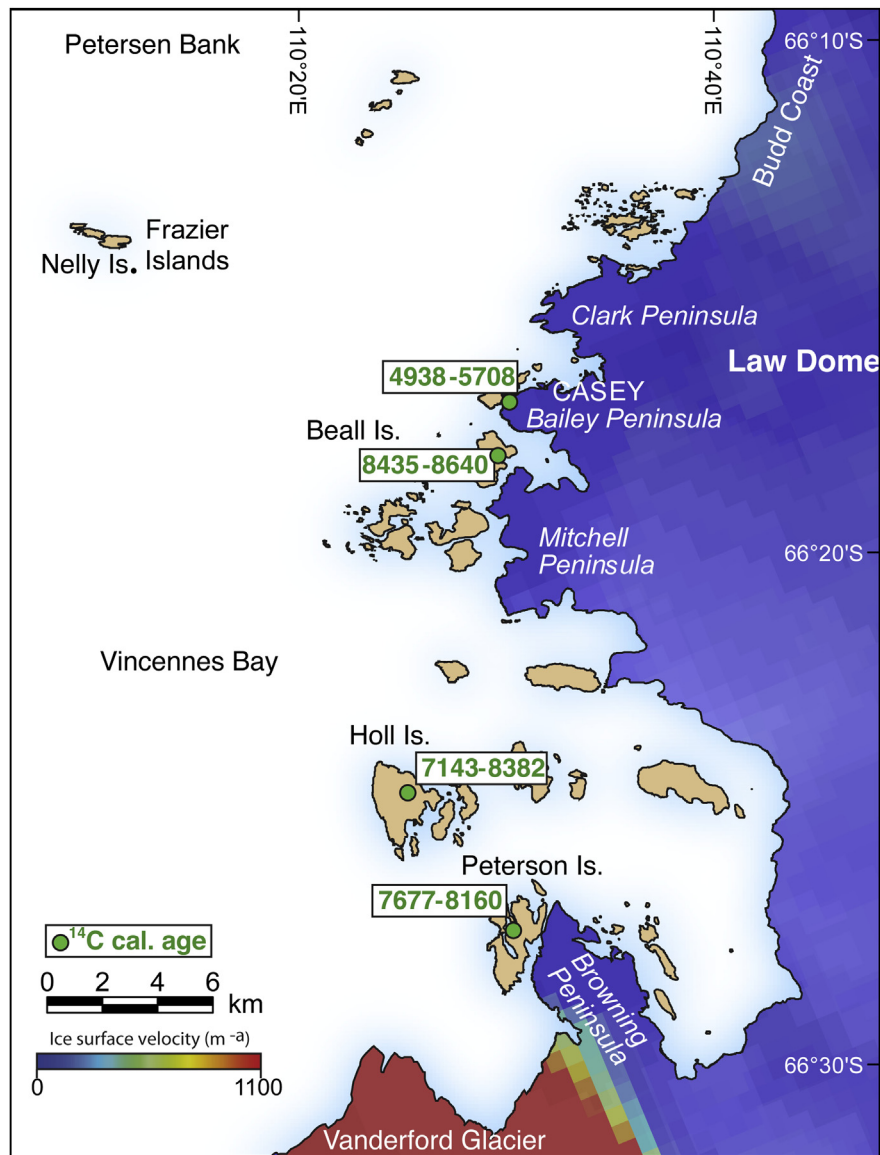 Petersen Bank
110°20'E
110°40'E
66°10'S
Budd Coast
Frazier
Islands
Nelly Is.
Clark Peninsula
Law Dome
4938-5708
CASEY
Bailey Peninsula
Beall Is.
8435-8640
Mitchell
Peninsula
66°20'S
Vincennes Bay
Holl Is.
7143-8382
Peterson Is.
7677-8160
14C cal. age
0 2 4 6
km
Browning
Peninsula
Ice surface velocity (m -a)
0 1100
66°30'S
Vanderford Glacier